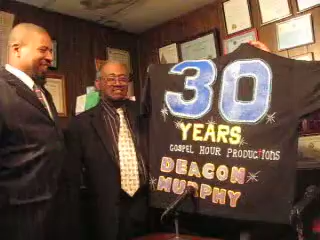 30
YEARS
GOSPEL HOUR PRODUCTIONS
DEACON
MURPHY